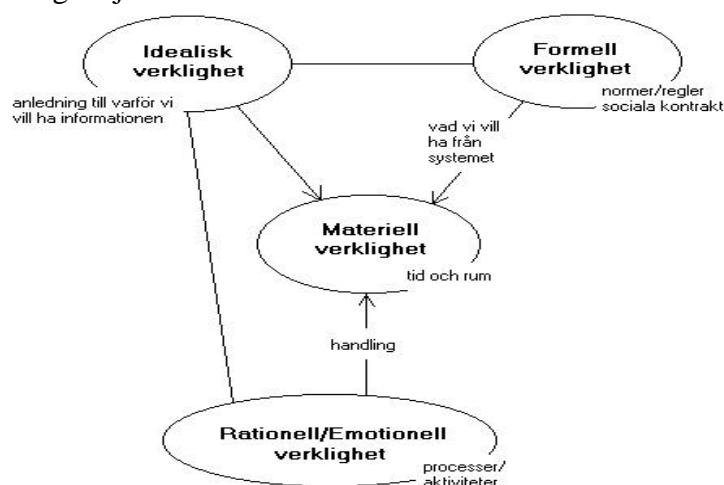 Idealisk
verklighet
anledning till varför vi
vill ha informationen
Formell
verklighet
normer/regler
sociala kontrakt
vad vi vill
ha från
systemet
Materiell
verklighet
tid och rum
handling
Rationell/Emotionell
verklighet
processer/
aktiviteter